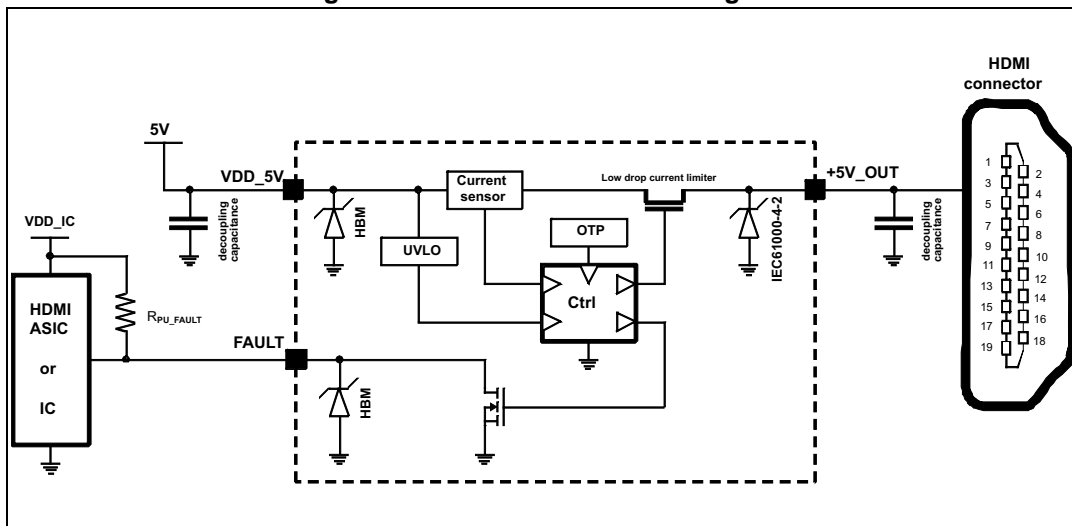 HDMI
connector
5V
VDD_5V
Current
sensor
Low drop current limiter
+5V_OUT
decoupling
capacitance
HBM
UVLO
OTP
IEC61000-4-2
decoupling
capacitance
VDD_IC
HDMI
ASIC
or
IC
RPU_FAULT
Ctrl
FAULT
HBM
1
2
3
4
5
6
7
8
9
10
11
12
13
14
15
16
17
18
19